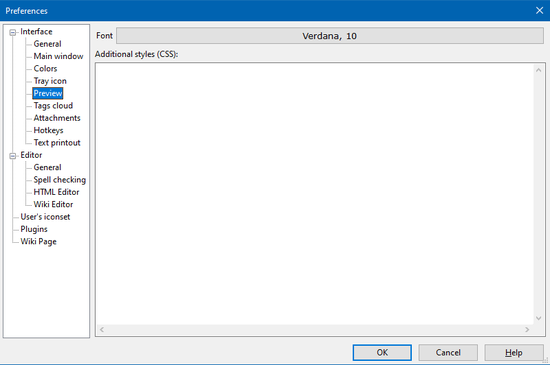 Preferences
Interface
General
Main window
Colors
Tray icon
Preview
Tags cloud
Attachments
Hotkeys
Text printout
Editor
General
Spell checking
HTML Editor
Wiki Editor
User's iconset
Plugins
Wiki Page
Font
Verdana, 10
Additional styles (CSS):
OK
Cancel
Help